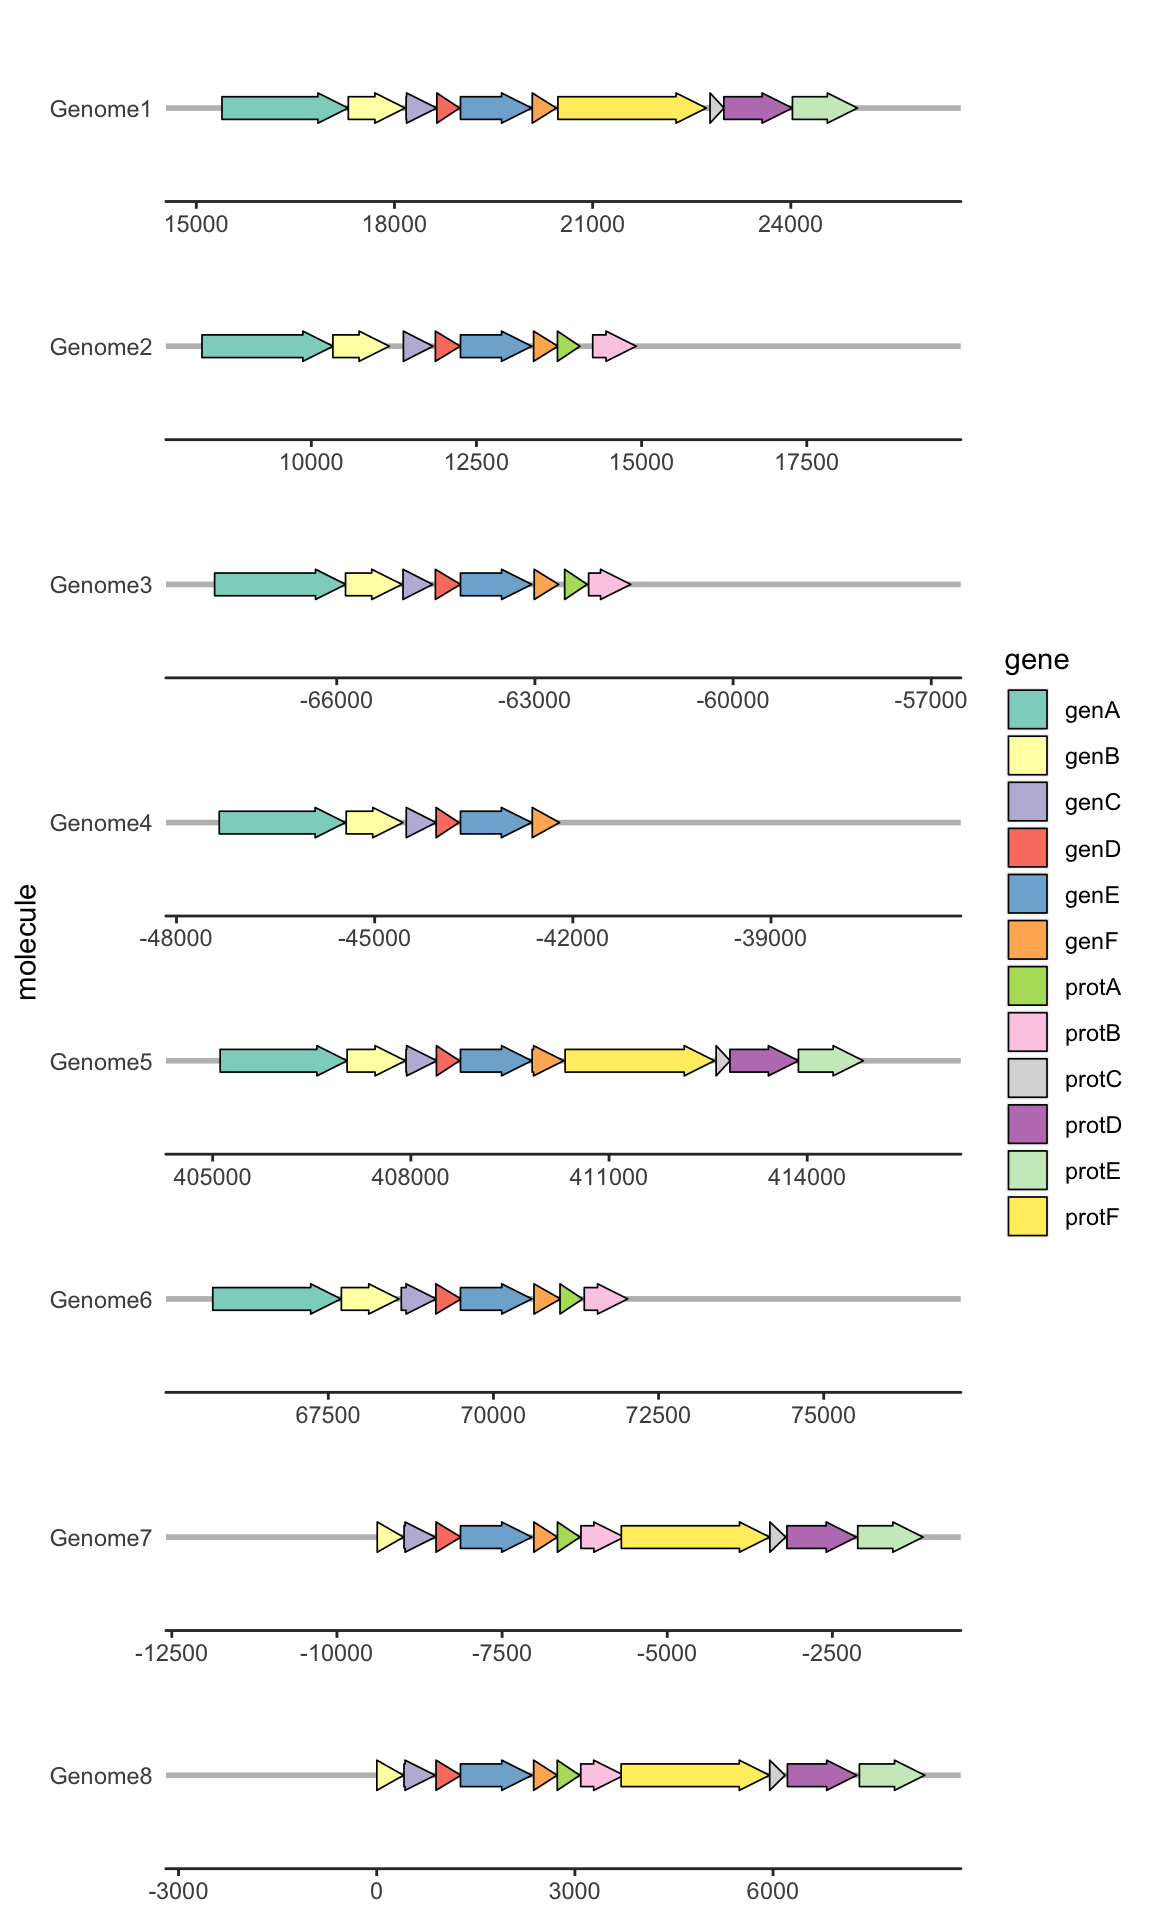 Genome1
15000 18000 21000 24000
Genome2
10000 12500 15000 17500
Genome3
-66000 -63000 -60000 -57000
Genome4
-48000 -45000 -42000 -39000
Genome5
405000 408000 411000 414000
Genome6
67500 70000 72500 75000
Genome7
-12500 -10000 -7500 -5000 -2500
Genome8
-3000 0 3000 6000
molecule
gene
genA
genB
genC
genD
genE
genF
protA
protB
protC
protD
protE
protF